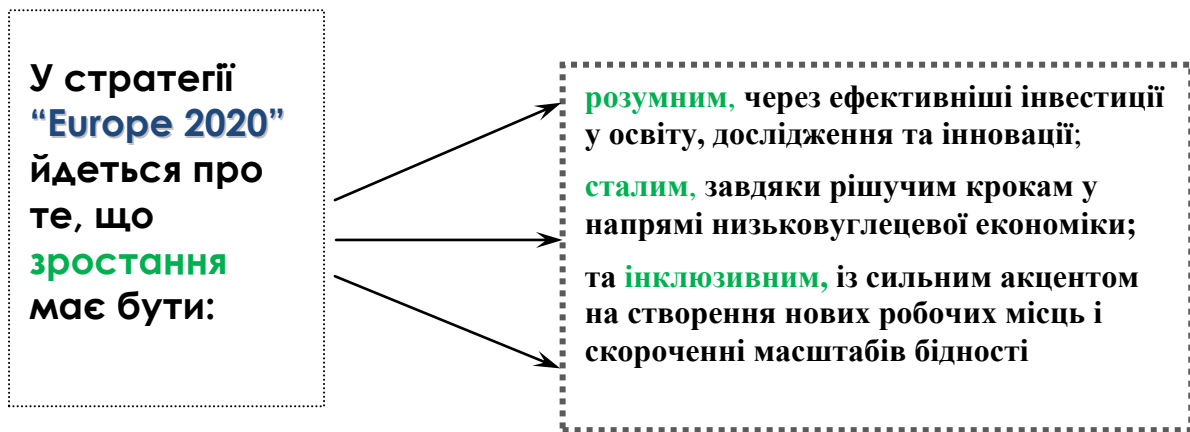 У стратегії
“Europe 2020”
йдеться про
те, що
зростання
має бути:
розумним, через ефективніші інвестиції
у освіту, дослідження та інновації;
сталим, завдяки рішучим крокам у
напрямі низьковуглецевої економіки;
та інклюзивним, із сильним акцентом
на створення нових робочих місць і
скороченні масштабів бідності